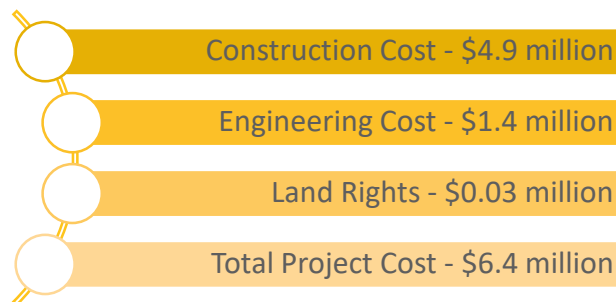 Construction Cost - $4.9 million
Engineering Cost - $1.4 million
Land Rights - $0.03 million
Total Project Cost - $6.4 million